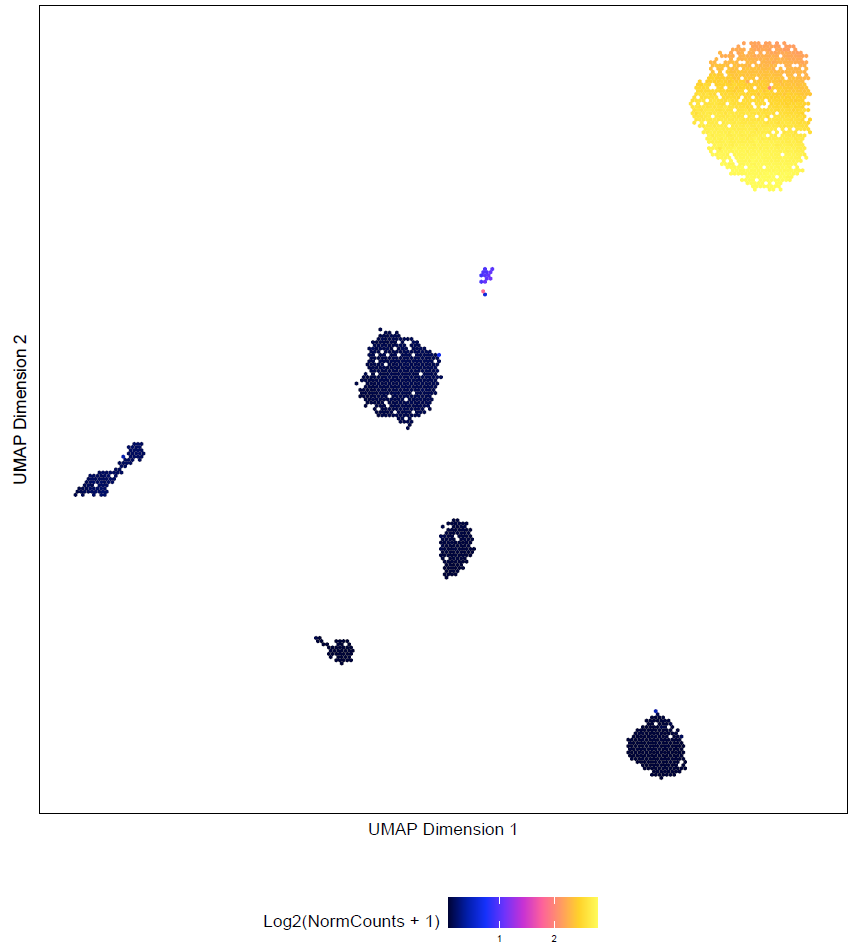 UMAP Dimension 2
UMAP Dimension 1
Log2(NormCounts + 1)
1 2